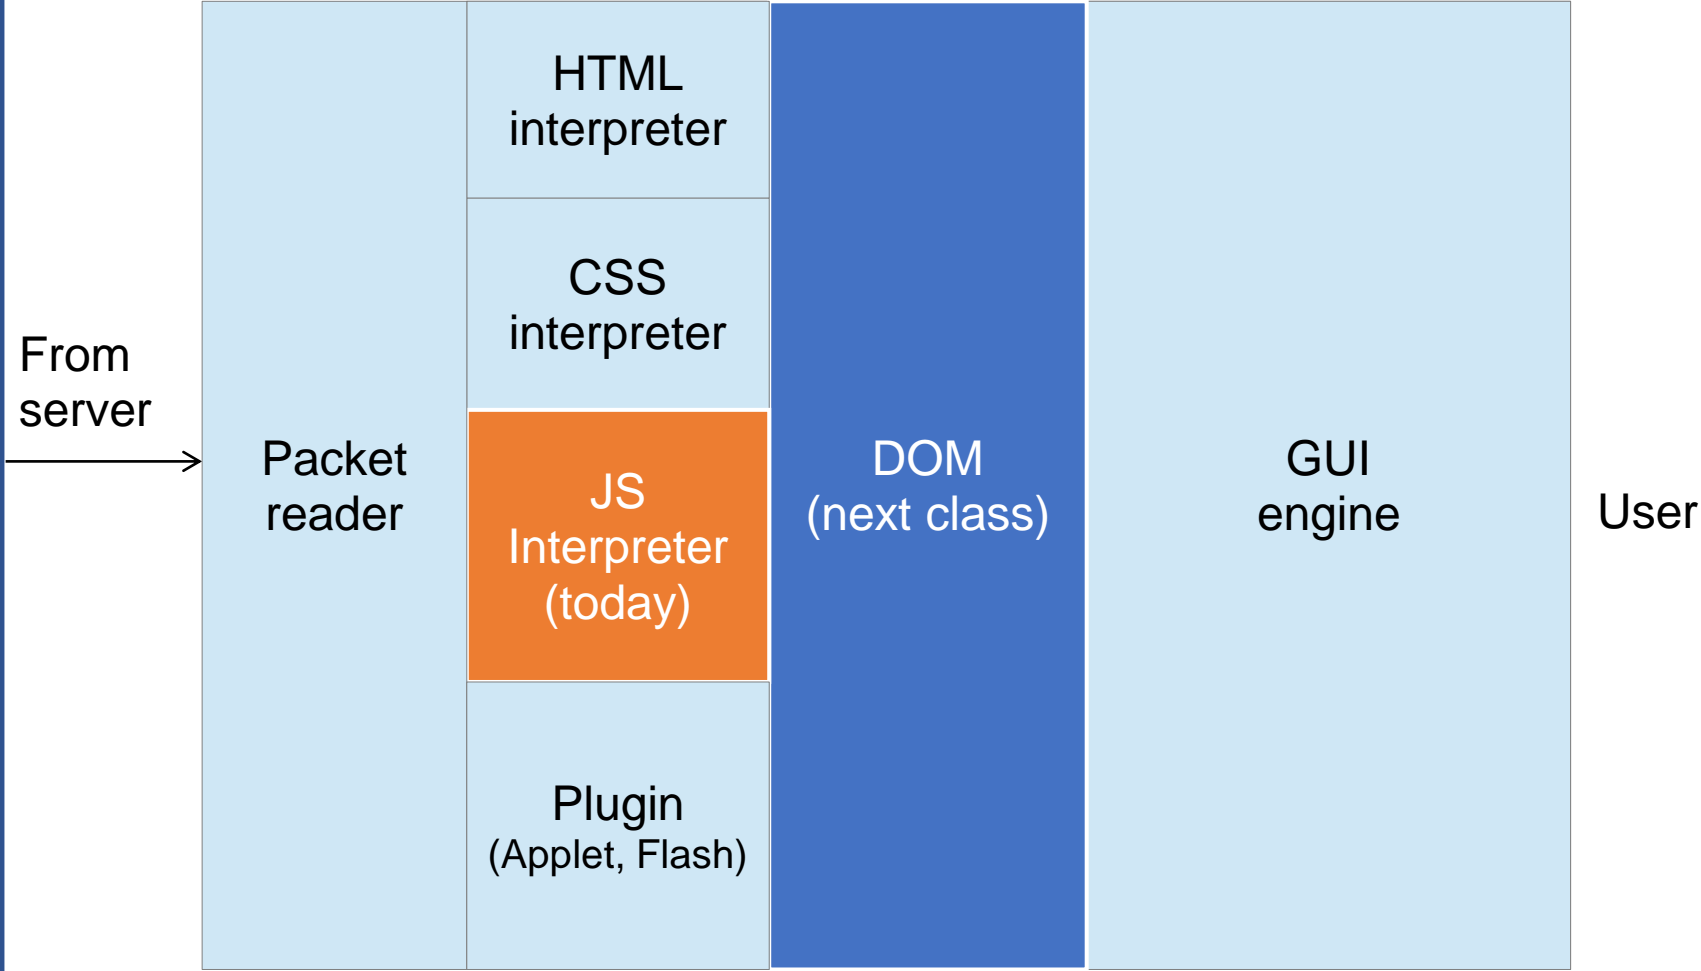 From
server
Packet
reader
HTML
interpreter
CSS
interpreter
JS
Interpreter
(today)
Plugin
(Applet, Flash)
DOM
(next class)
GUI
engine
User